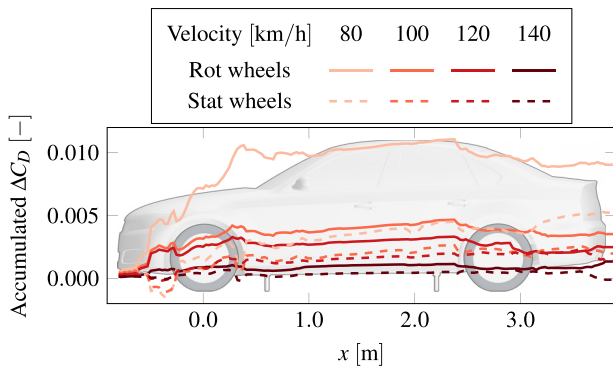 Velocity [km/h] 80 100 120 140
Rot wheels
Stat wheels
Accumulated ΔC_D [−]
0.010
0.005
0.000
0.0 1.0 2.0 3.0
x [m]